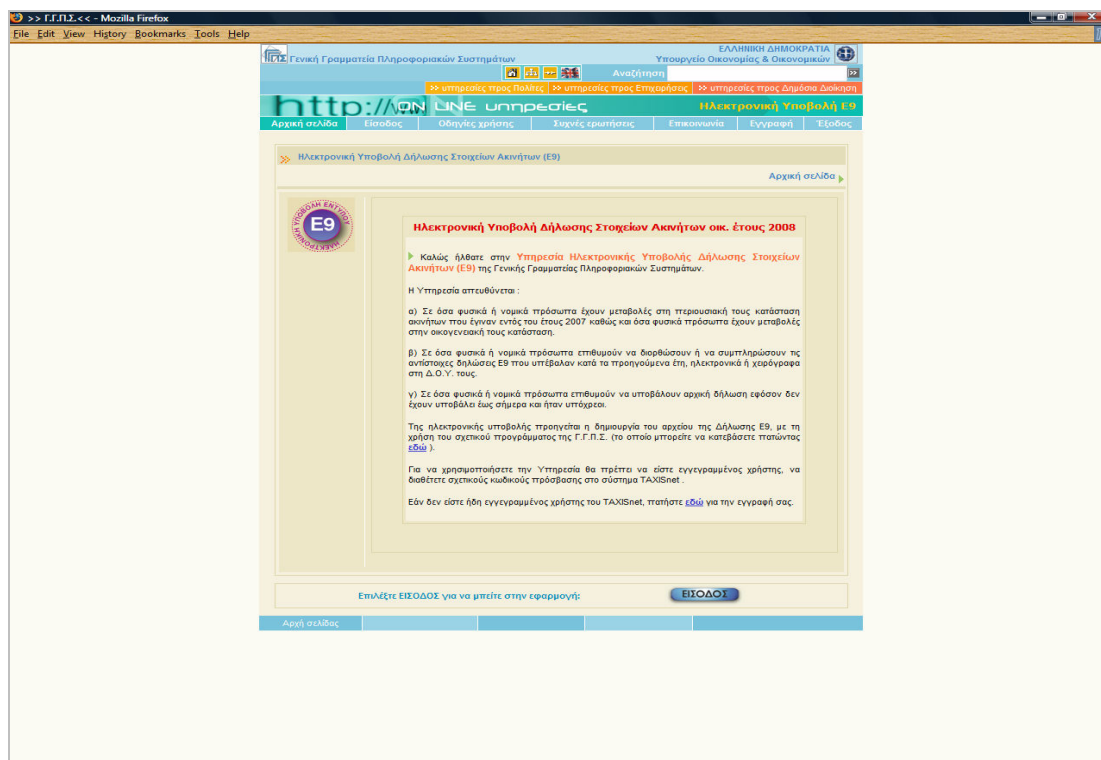 >> Γ.Γ.Π.Σ.<< - Mozilla Firefox
File Edit View History Bookmarks Tools Help
ΓΓΠΣ Γενική Γραμματεία Πληροφοριακών Συστημάτων
ΕΛΛΗΝΙΚΗ ΔΗΜΟΚΡΑΤΙΑ
Υπουργείο Οικονομίας & Οικονομικών
Αναζήτηση
>> υπηρεσίες προς Πολίτες >> υπηρεσίες προς Επιχειρήσεις >> υπηρεσίες προς Δημόσια Διοίκηση
http://ON LINE υπηρεσίες Ηλεκτρονική Υποβολή Ε9
Αρχική σελίδα Είσοδος Οδηγίες χρήσης Συχνές ερωτήσεις Επικοινωνία Εγγραφή Έξοδος
Ηλεκτρονική Υποβολή Δήλωσης Στοιχείων Ακινήτων (Ε9)
Αρχική σελίδα
ΗΛΕΚΤΡΟΝΙΚΗ ΥΠΟΒΟΛΗ ΕΝΤΥΠΟΥ
E9
Ηλεκτρονική Υποβολή Δήλωσης Στοιχείων Ακινήτων οικ. έτους 2008
Καλώς ήλθατε στην Υπηρεσία Ηλεκτρονικής Υποβολής Δήλωσης Στοιχείων
Ακινήτων (Ε9) της Γενικής Γραμματείας Πληροφοριακών Συστημάτων.
Η Υπηρεσία απευθύνεται :
α) Σε όσα φυσικά ή νομικά πρόσωπα έχουν μεταβολές στη περιουσιακή τους κατάσταση
ακινήτων που έγιναν εντός του έτους 2007 καθώς και όσα φυσικά πρόσωπα έχουν μεταβολές
στην οικογενειακή τους κατάσταση.
β) Σε όσα φυσικά ή νομικά πρόσωπα επιθυμούν να διορθώσουν ή να συμπληρώσουν τις
αντίστοιχες δηλώσεις Ε9 που υπέβαλαν κατά τα προηγούμενα έτη, ηλεκτρονικά ή χειρόγραφα
στη Δ.Ο.Υ. τους.
γ) Σε όσα φυσικά ή νομικά πρόσωπα επιθυμούν να υποβάλουν αρχική δήλωση εφόσον δεν
έχουν υποβάλει έως σήμερα και ήταν υπόχρεοι.
Της ηλεκτρονικής υποβολής προηγείται η δημιουργία του αρχείου της Δήλωσης Ε9, με τη
χρήση του σχετικού προγράμματος της Γ.Γ.Π.Σ. (το οποίο μπορείτε να κατεβάσετε πατώντας
εδώ ).
Για να χρησιμοποιήσετε την Υπηρεσία θα πρέπει να είστε εγγεγραμμένος χρήστης, να
διαθέτετε σχετικούς κωδικούς πρόσβασης στο σύστημα TAXISnet .
Εάν δεν είστε ήδη εγγεγραμμένος χρήστης του TAXISnet, πατήστε εδώ για την εγγραφή σας.
Επιλέξτε ΕΙΣΟΔΟΣ για να μπείτε στην εφαρμογή: ΕΙΣΟΔΟΣ
Αρχή σελίδας